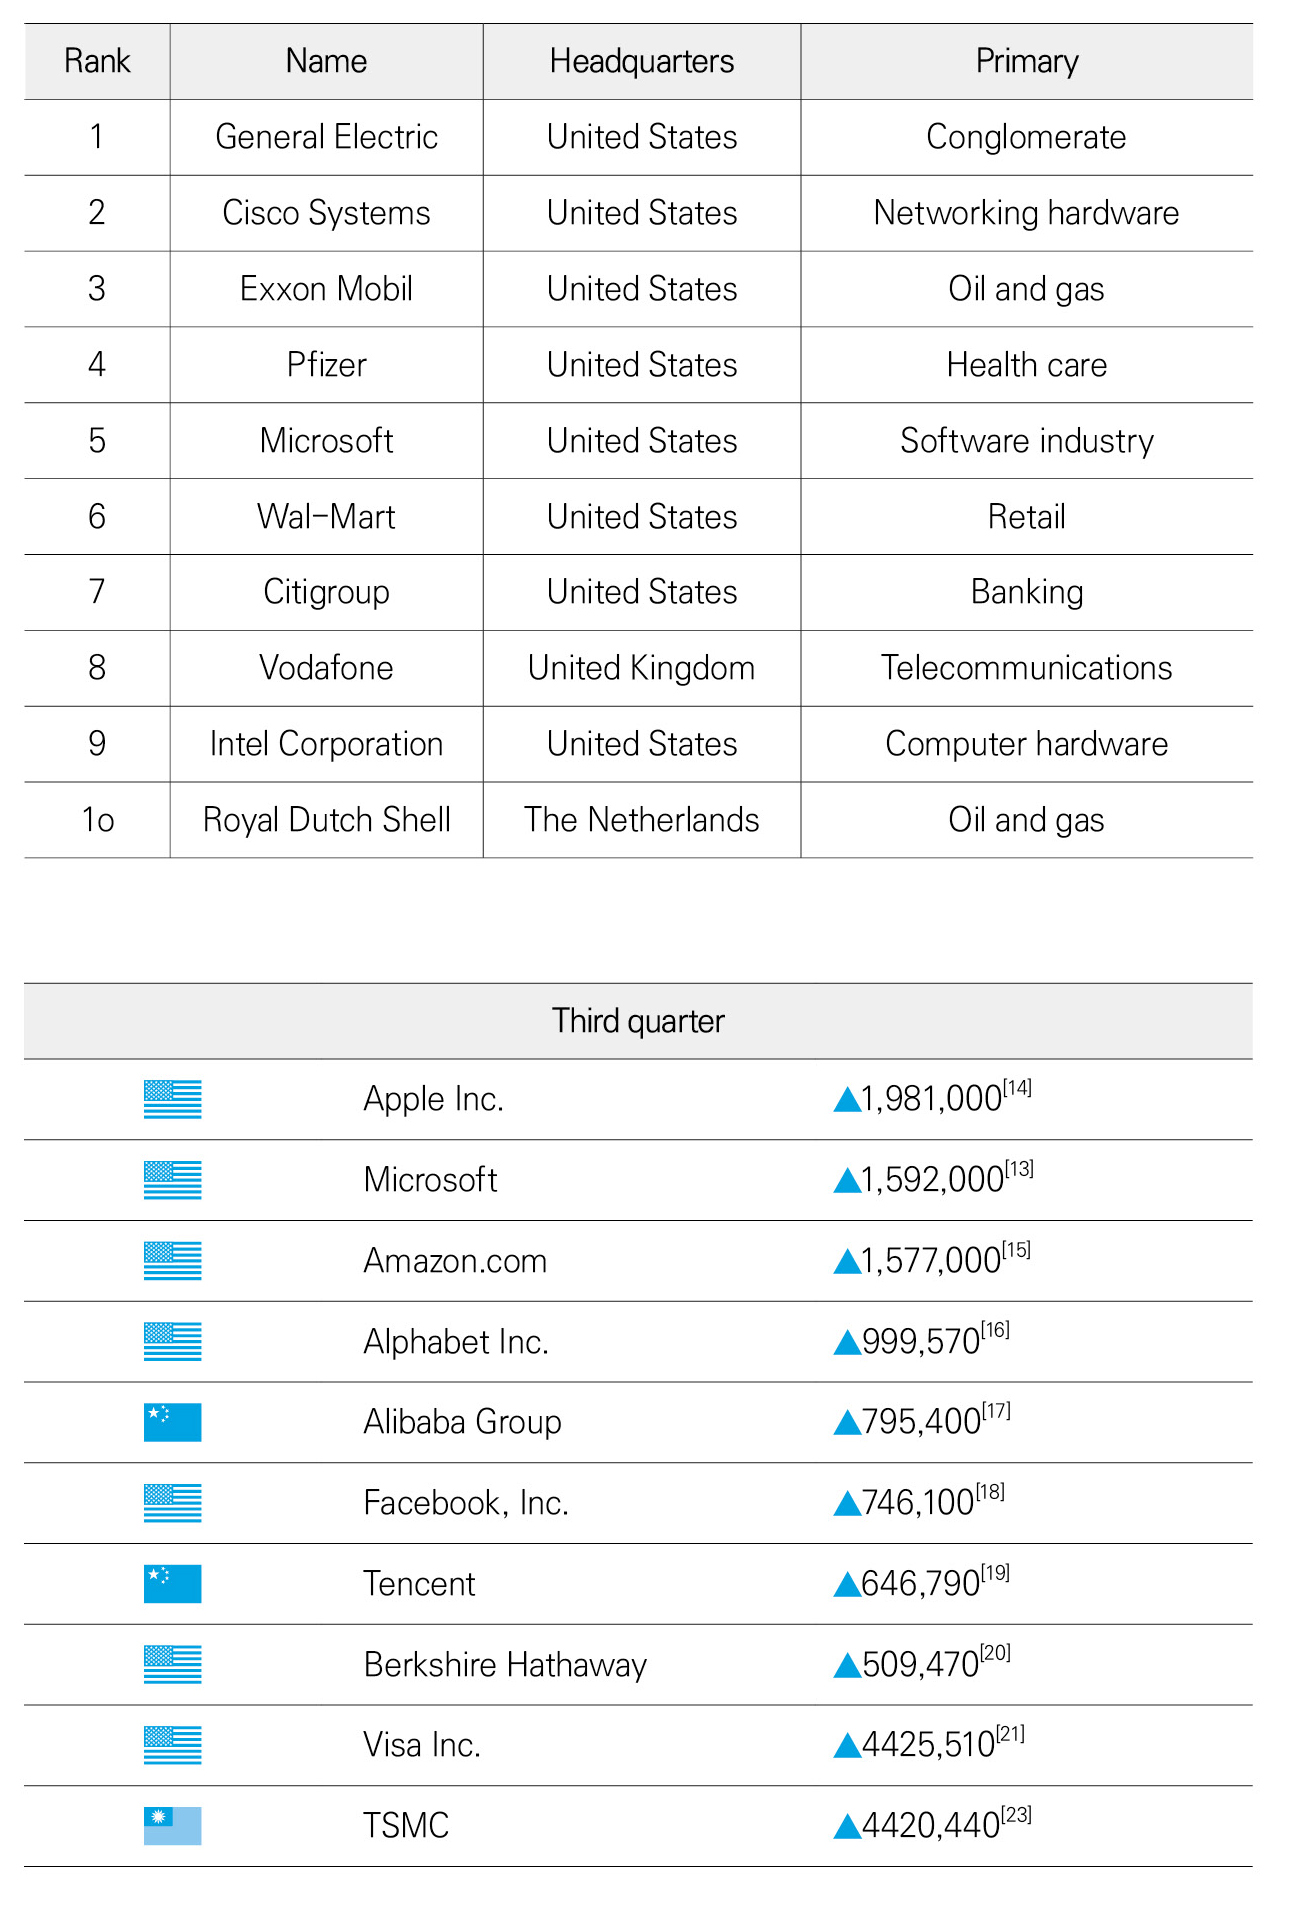 Rank Name Headquarters Primary
1 General Electric United States Conglomerate
2 Cisco Systems United States Networking hardware
3 Exxon Mobil United States Oil and gas
4 Pfizer United States Health care
5 Microsoft United States Software industry
6 Wal-Mart United States Retail
7 Citigroup United States Banking
8 Vodafone United Kingdom Telecommunications
9 Intel Corporation United States Computer hardware
1o Royal Dutch Shell The Netherlands Oil and gas
Third quarter
Apple Inc. ▲1,981,000[14]
Microsoft ▲1,592,000[13]
Amazon.com ▲1,577,000[15]
Alphabet Inc. ▲999,570[16]
Alibaba Group ▲795,400[17]
Facebook, Inc. ▲746,100[18]
Tencent ▲646,790[19]
Berkshire Hathaway ▲509,470[20]
Visa Inc. ▲4425,510[21]
TSMC ▲4420,440[23]